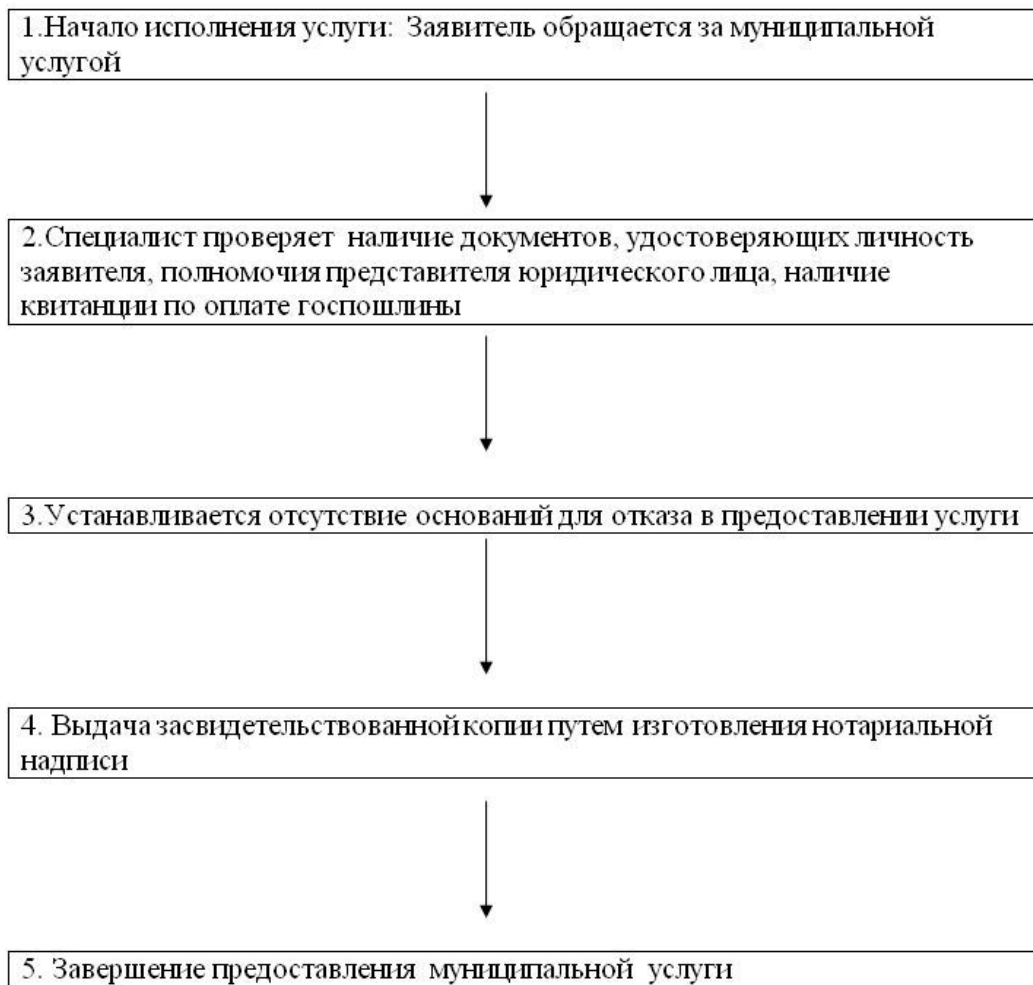 1.Начало исполнения услуги:  Заявитель обращается за муниципальной
услугой
2.Специалист проверяет  наличие документов, удостоверяющих личность
заявителя, полномочия представителя юридического лица, наличие
квитанции по оплате госпошлины
3.Устанавливается отсутствие оснований для отказа в предоставлении услуги
4. Выдача засвидетельствованной копии путем изготовления нотариальной
надписи
5. Завершение предоставления  муниципальной  услуги